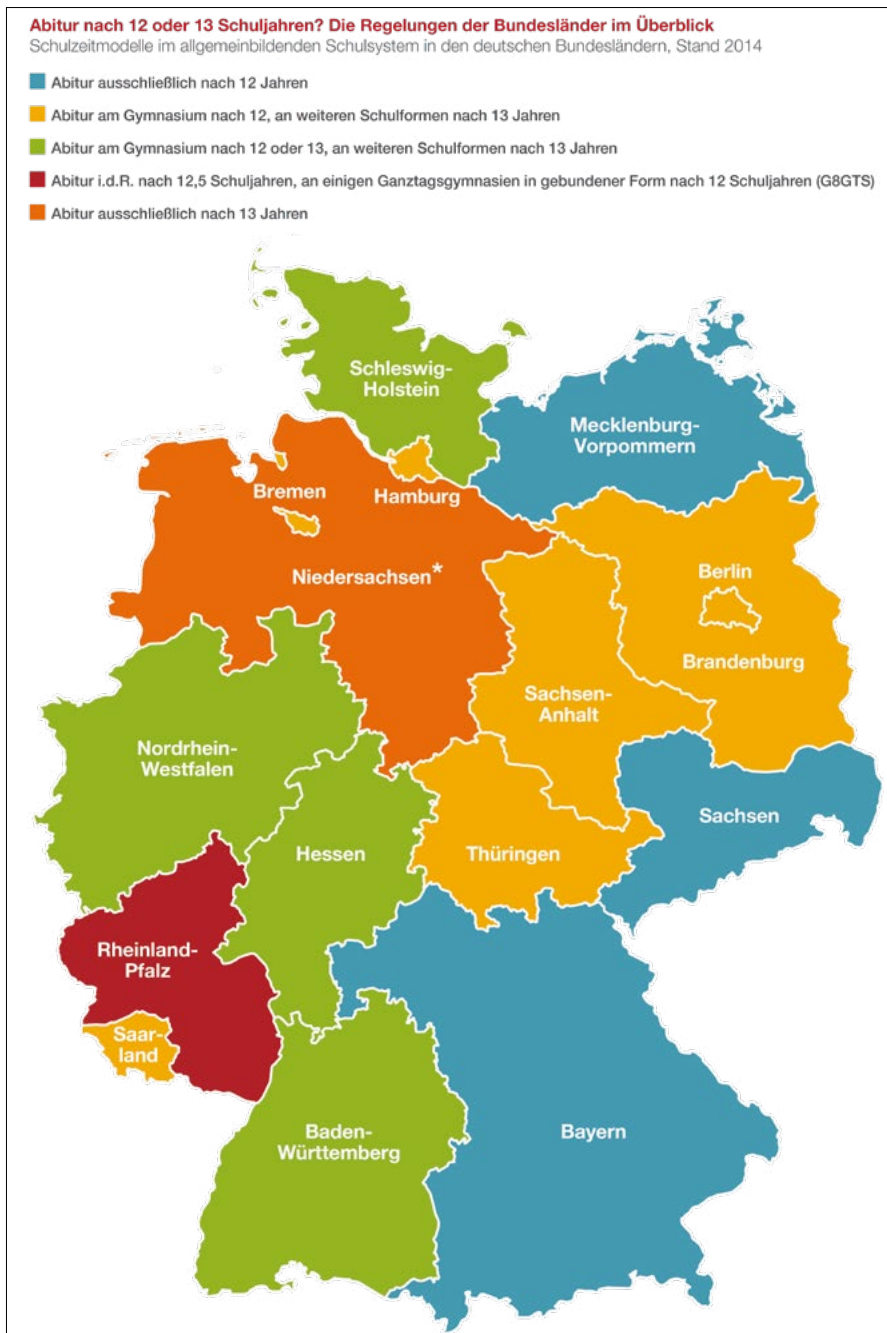 Abitur nach 12 oder 13 Schuljahren? Die Regelungen der Bundesländer im Überblick
Schulzeitmodelle im allgemeinbildenden Schulsystem in den deutschen Bundesländern, Stand 2014
Abitur ausschließlich nach 12 Jahren
Abitur am Gymnasium nach 12, an weiteren Schulformen nach 13 Jahren
Abitur am Gymnasium nach 12 oder 13, an weiteren Schulformen nach 13 Jahren
Abitur i.d.R. nach 12,5 Schuljahren, an einigen Ganztagsgymnasien in gebundener Form nach 12 Schuljahren (G8GTS)
Abitur ausschließlich nach 13 Jahren
Schleswig-
Holstein
Mecklenburg-
Vorpommern
Bremen
Hamburg
Niedersachsen*
Berlin
Brandenburg
Sachsen-
Anhalt
Nordrhein-
Westfalen
Sachsen
Hessen
Thüringen
Rheinland-
Pfalz
Saar-
land
Baden-
Württemberg
Bayern